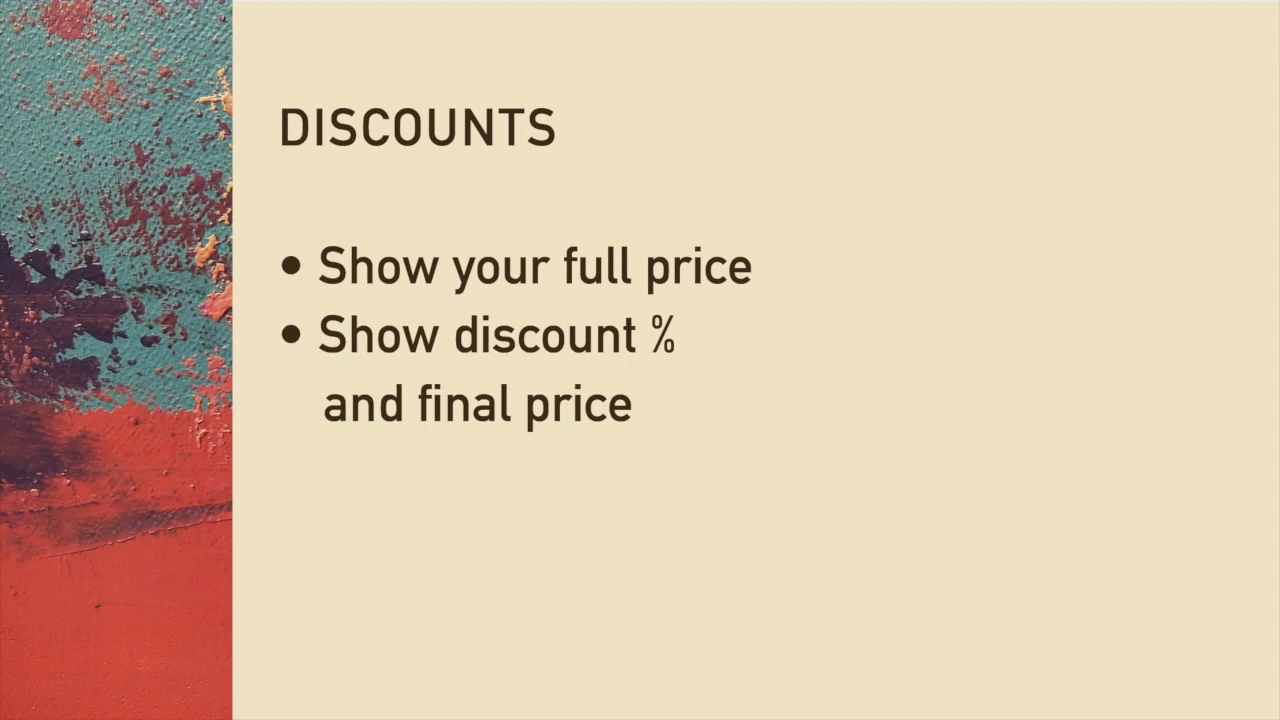 DISCOUNTS
• Show your full price
• Show discount %
and final price